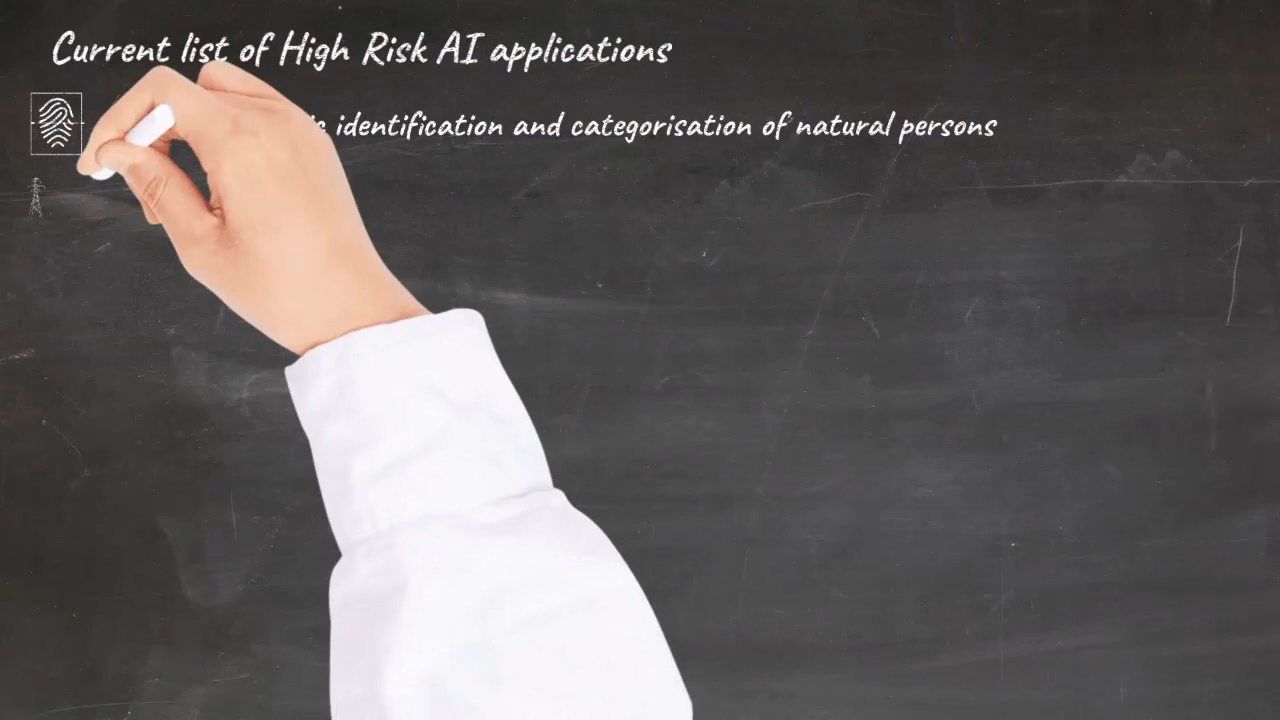 Current list of High Risk AI applications
identification and categorisation of natural persons